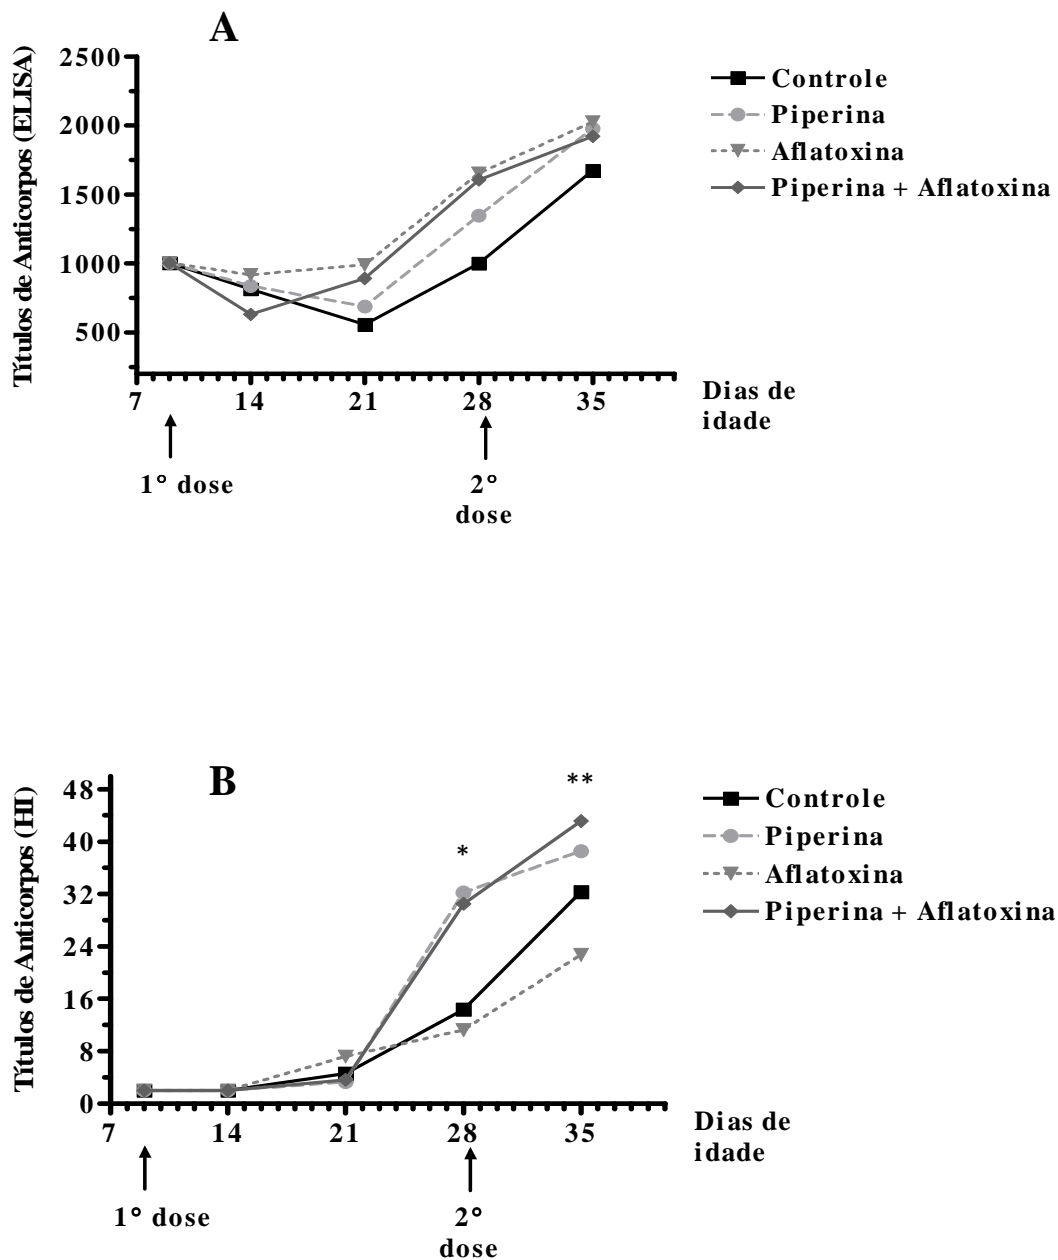 A
Títulos de Anticorpos (ELISA)
2500
2000
1500
1000
500
7 14 21 28 35
Dias de
idade
1° dose
2°
dose
Controle
Piperina
Aflatoxina
Piperina + Aflatoxina
B
Títulos de Anticorpos (HI)
48
40
32
24
16
8
0
*
**
7 14 21 28 35
Dias de
idade
1° dose
2°
dose
Controle
Piperina
Aflatoxina
Piperina + Aflatoxina